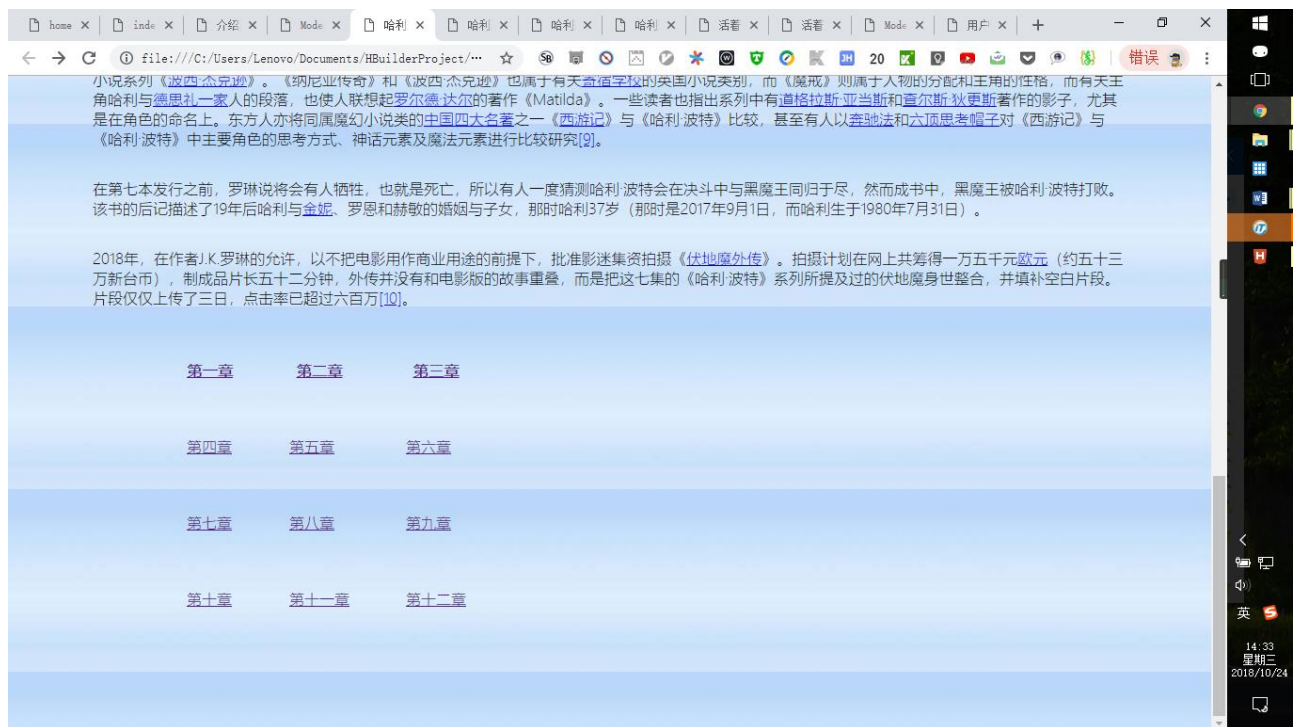 home
inde
介绍
Mode
哈利
哈利
哈利
哈利
活着
活着
Mode
用户
file:///C:/Users/Lenovo/Documents/HBuilderProject/…
20
错误
小说系列《波西·杰克逊》。《纳尼亚传奇》和《波西·杰克逊》也属于有关寄宿学校的英国小说类别，而《魔戒》则属于人物的分配和主角的性格，而有关主
角哈利与德思礼一家人的段落，也使人联想起罗尔德·达尔的著作《Matilda》。一些读者也指出系列中有道格拉斯·亚当斯和查尔斯·狄更斯著作的影子，尤其
是在角色的命名上。东方人亦将同属魔幻小说类的中国四大名著之一《西游记》与《哈利·波特》比较，甚至有人以奔驰法和六顶思考帽子对《西游记》与
《哈利·波特》中主要角色的思考方式、神话元素及魔法元素进行比较研究[9]。
在第七本发行之前，罗琳说将会有人牺牲，也就是死亡，所以有人一度猜测哈利·波特会在决斗中与黑魔王同归于尽，然而成书中，黑魔王被哈利·波特打败。
该书的后记描述了19年后哈利与金妮、罗恩和赫敏的婚姻与子女，那时哈利37岁（那时是2017年9月1日，而哈利生于1980年7月31日）。
2018年，在作者J.K.罗琳的允许，以不把电影用作商业用途的前提下，批准影迷集资拍摄《伏地魔外传》。拍摄计划在网上共筹得一万五千元欧元（约五十三
万新台币），制成品片长五十二分钟，外传并没有和电影版的故事重叠，而是把这七集的《哈利·波特》系列所提及过的伏地魔身世整合，并填补空白片段。
片段仅仅上传了三日，点击率已超过六百万[10]。
第一章 第二章 第三章
第四章 第五章 第六章
第七章 第八章 第九章
第十章 第十一章 第十二章
英
14:33
星期三
2018/10/24